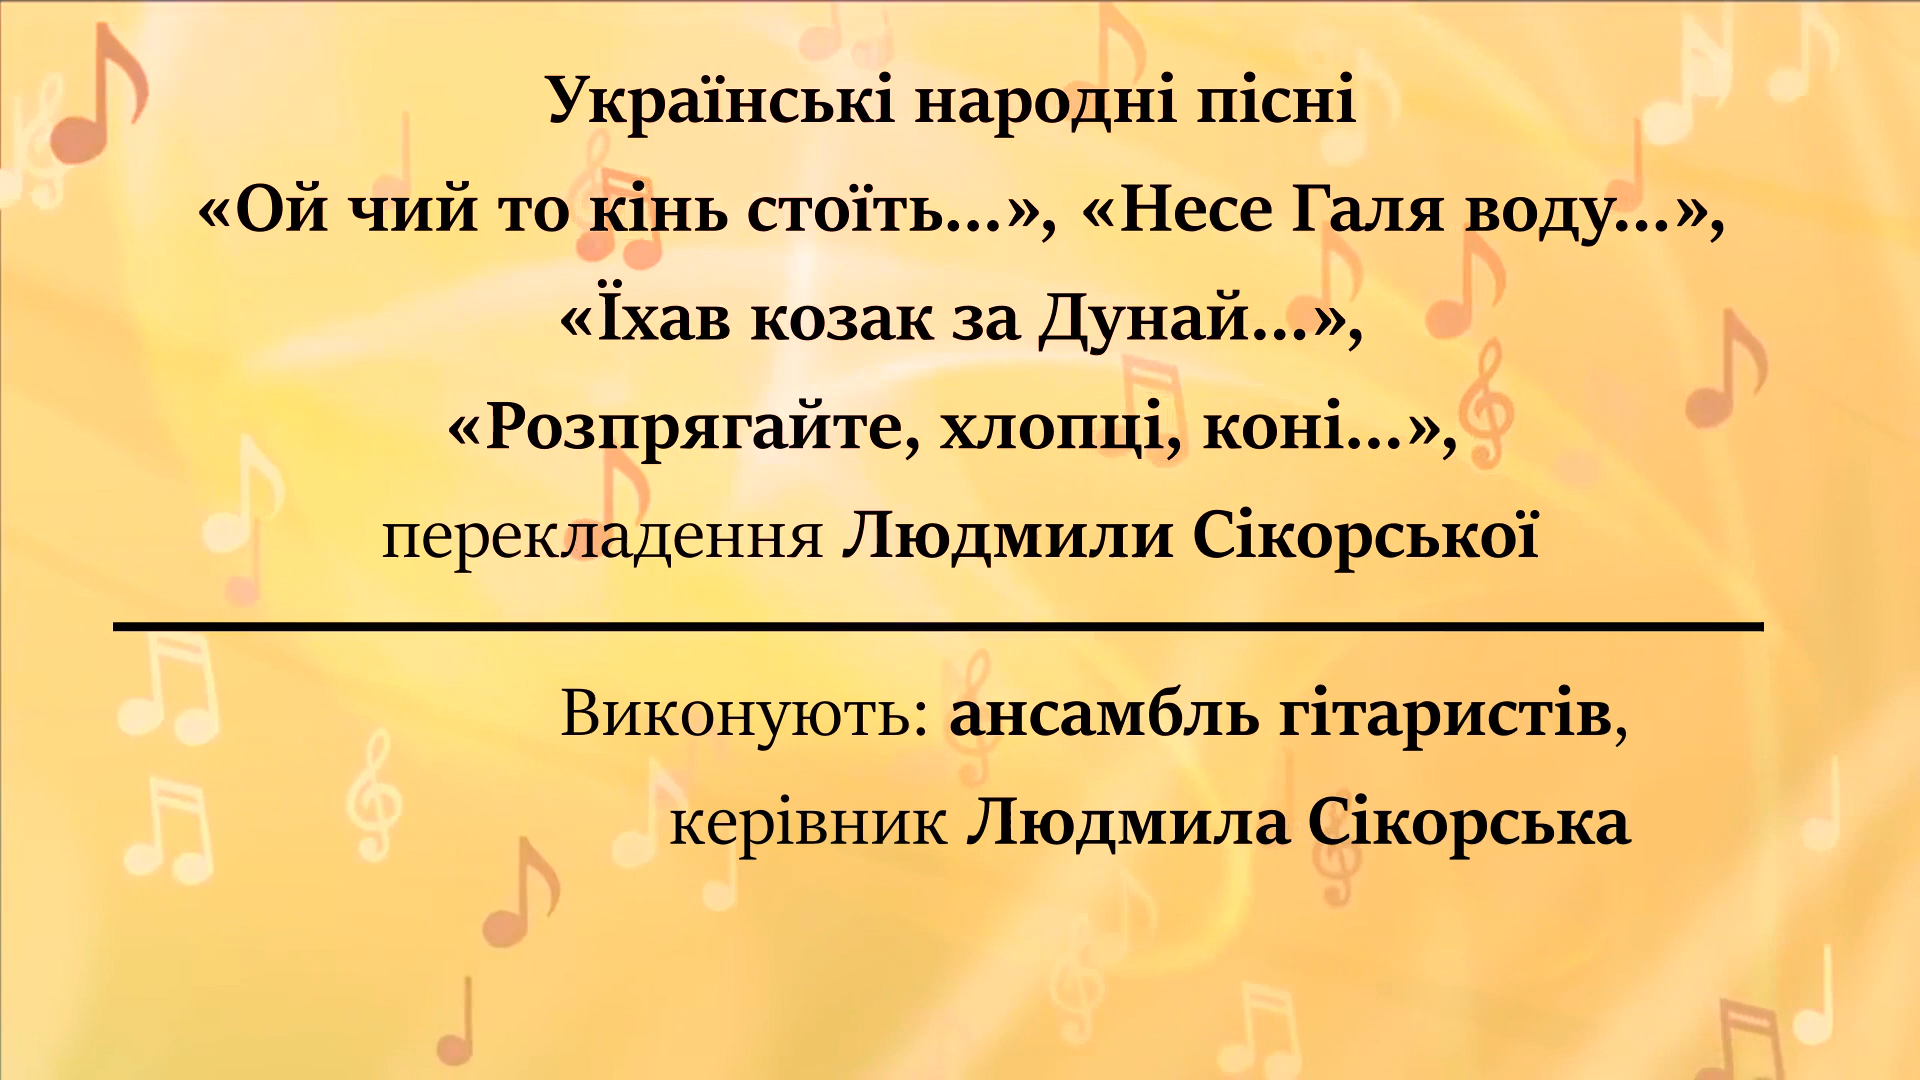 Українські народні пісні
«Ой чий то кінь стоїть...», «Несе Галя воду...»,
«Їхав козак за Дунай...»,
«Розпрягайте, хлопці, коні...»,
перекладення Людмили Сікорської
Виконують: ансамбль гітаристів,
керівник Людмила Сікорська